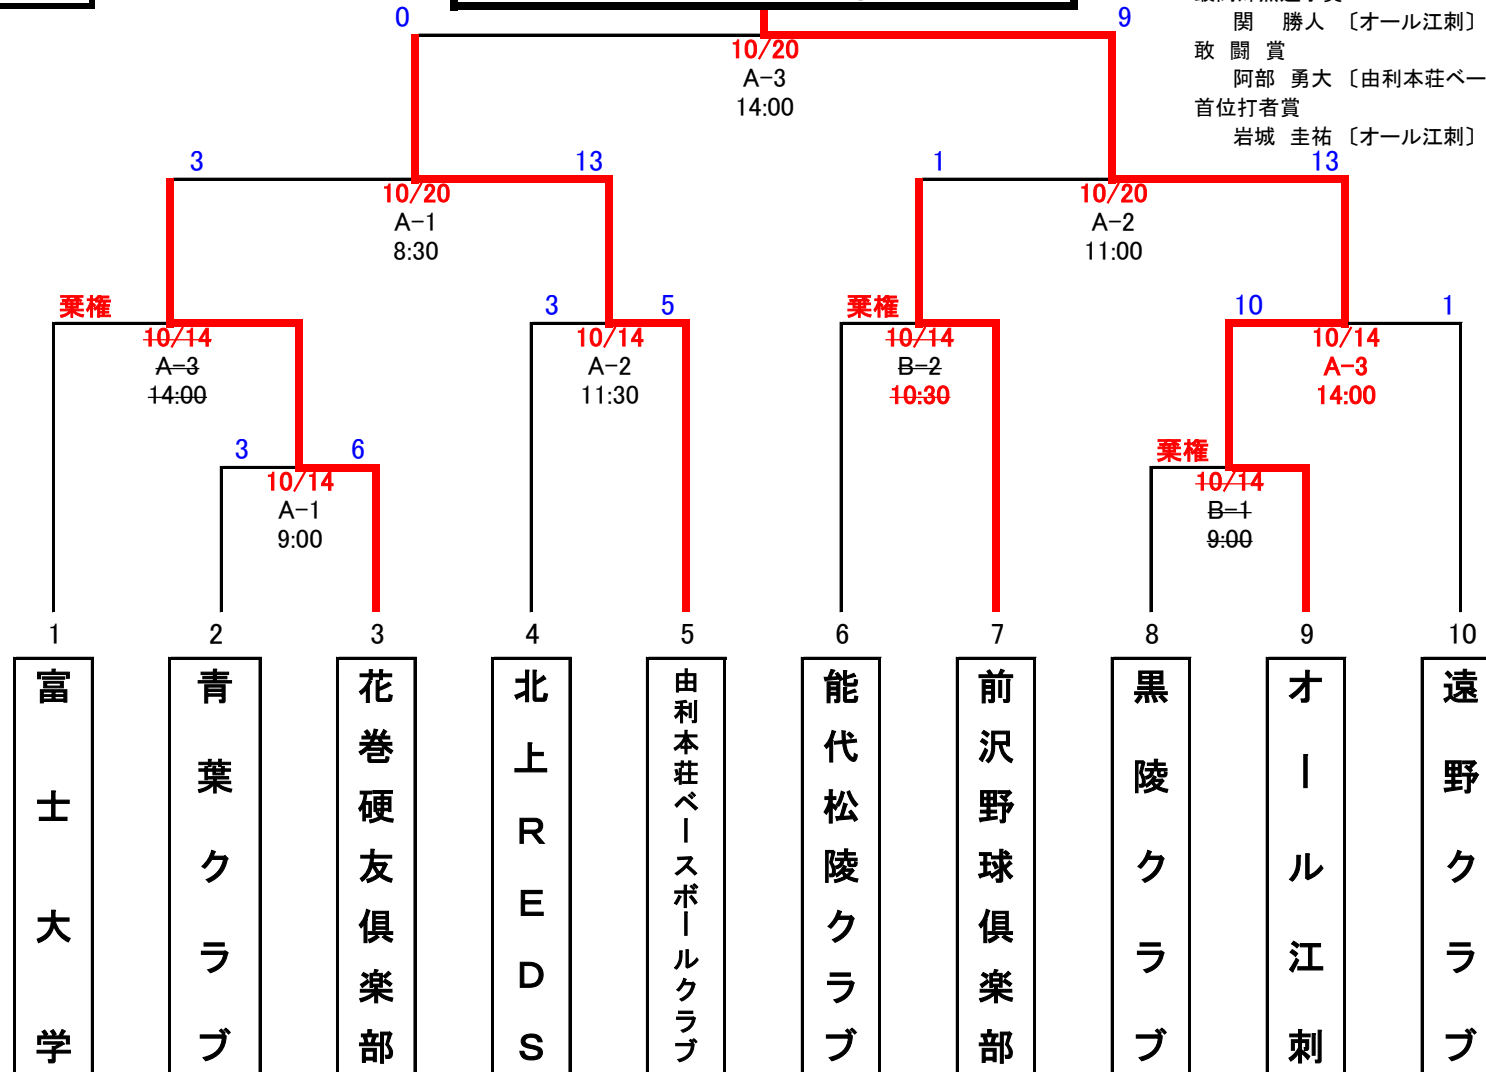 0
9
関　勝人 〔オール江刺〕
10/20
A-3
14:00
敢 闘 賞
阿部 勇大 〔由利本荘ベー
首位打者賞
岩城 圭祐 〔オール江刺〕
3
13
1
13
10/20
A-1
8:30
10/20
A-2
11:00
棄権
3
5
棄権
10
1
10/14
A-3
14:00
10/14
A-2
11:30
10/14
B-2
10:30
10/14
A-3
14:00
3
6
棄権
10/14
A-1
9:00
10/14
B-1
9:00
1
2
3
4
5
6
7
8
9
10
富士大学
青葉クラブ
花巻硬友倶楽部
北上REDS
由利本荘ベースボールクラブ
能代松陵クラブ
前沢野球倶楽部
黒陵クラブ
オール江刺
遠野クラブ